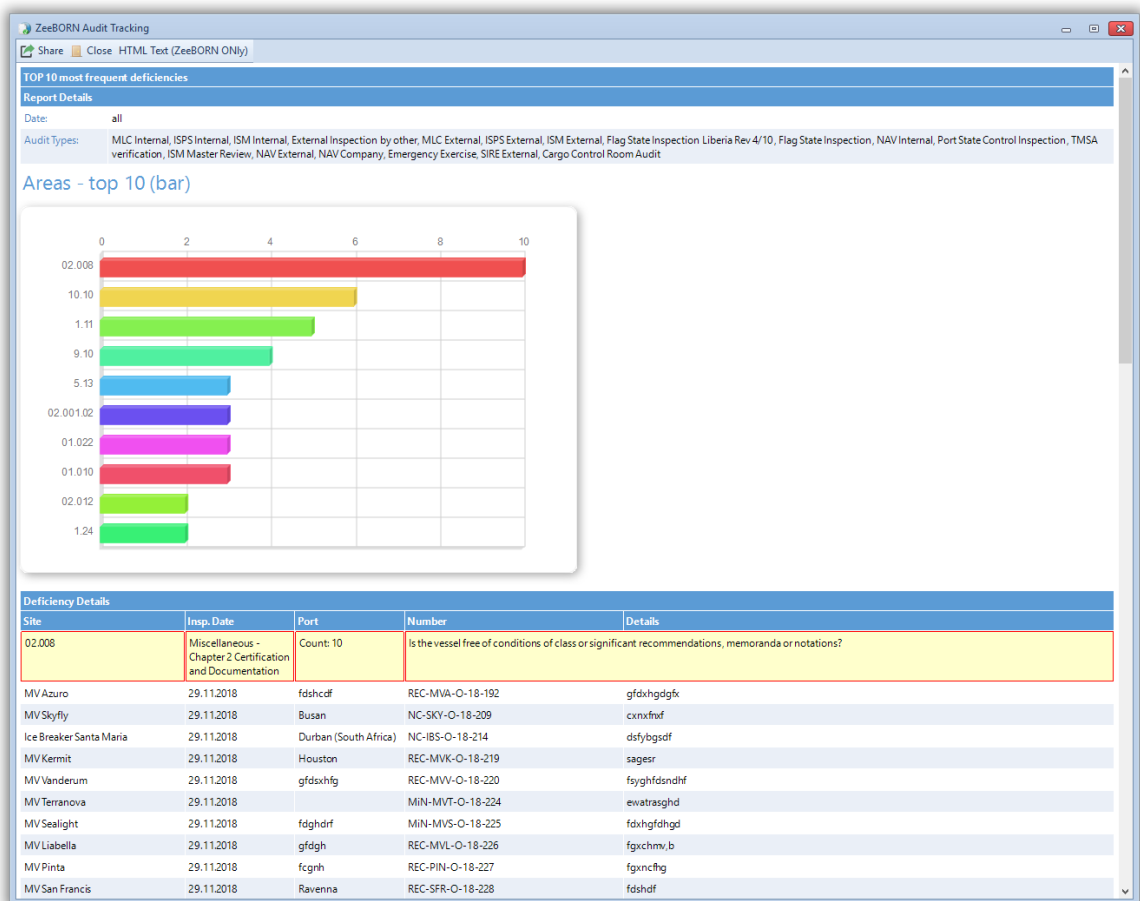 ZeeBORN Audit Tracking
Share Close HTML Text (ZeeBORN ONly)
TOP 10 most frequent deficiencies
Report Details
Date: all
Audit Types: MLC Internal, ISPS Internal, ISM Internal, External Inspection by other, MLC External, ISPS External, ISM External, Flag State Inspection Liberia Rev 4/10, Flag State Inspection, NAV Internal, Port State Control Inspection, TMSA
verification, ISM Master Review, NAV External, NAV Company, Emergency Exercise, SIRE External, Cargo Control Room Audit
Areas - top 10 (bar)
0 2 4 6 8 10
02.008
10.10
1.11
9.10
5.13
02.001.02
01.022
01.010
02.012
1.24
Deficiency Details
Site Insp. Date Port Number Details
02.008 Miscellaneous - Count: 10 Is the vessel free of conditions of class or significant recommendations, memoranda or notations?
Chapter 2 Certification
and Documentation
MV Azuro 29.11.2018 fdshcdf REC-MVA-O-18-192 gfdxhgdgfx
MV Skyfly 29.11.2018 Busan NC-SKY-O-18-209 cxnxfnxf
Ice Breaker Santa Maria 29.11.2018 Durban (South Africa) NC-IBS-O-18-214 dsfybgsdf
MV Kermit 29.11.2018 Houston REC-MVK-O-18-219 sagesr
MV Vanderum 29.11.2018 gfdsxhfg REC-MVV-O-18-220 fsyghfdsndhf
MV Terranova 29.11.2018 MiN-MVT-O-18-224 ewatrasghd
MV Sealight 29.11.2018 fdghdrf MiN-MVS-O-18-225 fdxhgfdhgd
MV Liabella 29.11.2018 gfdgh REC-MVL-O-18-226 fgxchmv,b
MV Pinta 29.11.2018 fcgnh REC-PIN-O-18-227 fgxncfhg
MV San Francis 29.11.2018 Ravenna REC-SFR-O-18-228 fdshdf